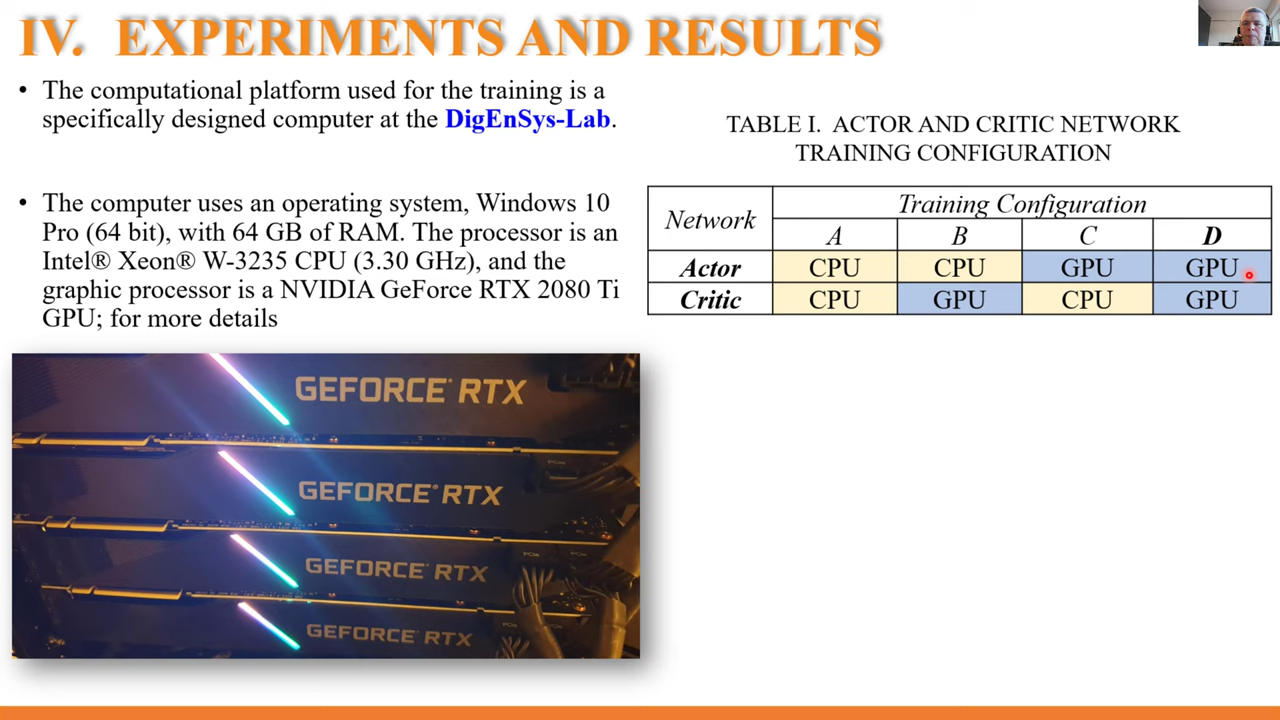 IV. EXPERIMENTS AND RESULTS
• The computational platform used for the training is a
specifically designed computer at the DigEnSys-Lab.
• The computer uses an operating system, Windows 10
Pro (64 bit), with 64 GB of RAM. The processor is an
Intel® Xeon® W-3235 CPU (3.30 GHz), and the
graphic processor is a NVIDIA GeForce RTX 2080 Ti
GPU; for more details
TABLE I. ACTOR AND CRITIC NETWORK
TRAINING CONFIGURATION
Network Training Configuration
A B C D
Actor CPU CPU GPU GPU
Critic CPU GPU CPU GPU
GEFORCE RTX
GEFORCE® RTX
GEFORCE RTX
GEFORCE RTX